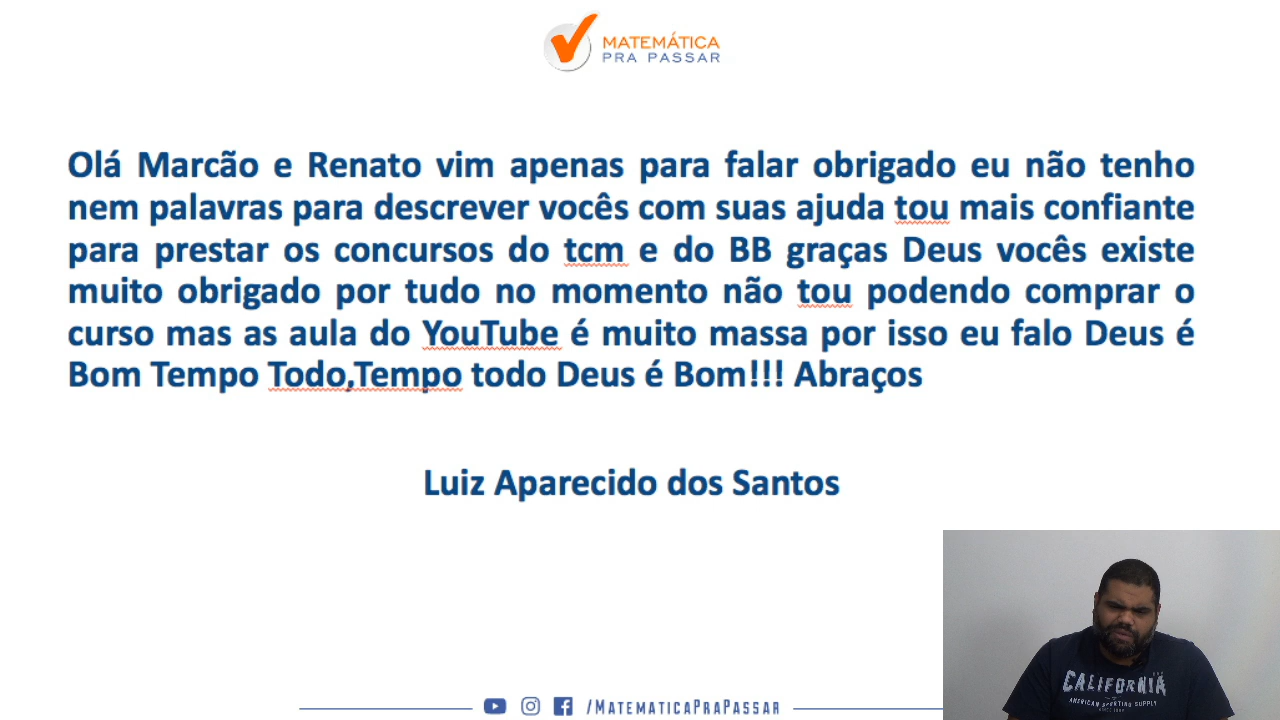 MATEMÁTICA
PRA PASSAR
Olá Marcão e Renato vim apenas para falar obrigado eu não tenho
nem palavras para descrever vocês com suas ajuda tou mais confiante
para prestar os concursos do tcm e do BB graças Deus vocês existe
muito obrigado por tudo no momento não tou podendo comprar o
curso mas as aula do YouTube é muito massa por isso eu falo Deus é
Bom Tempo Todo,Tempo todo Deus é Bom!!! Abraços
Luiz Aparecido dos Santos
CALIFORNIA
AMERICAN SPORTING SUPPLY
/MATEMATICAPRAPASSAR